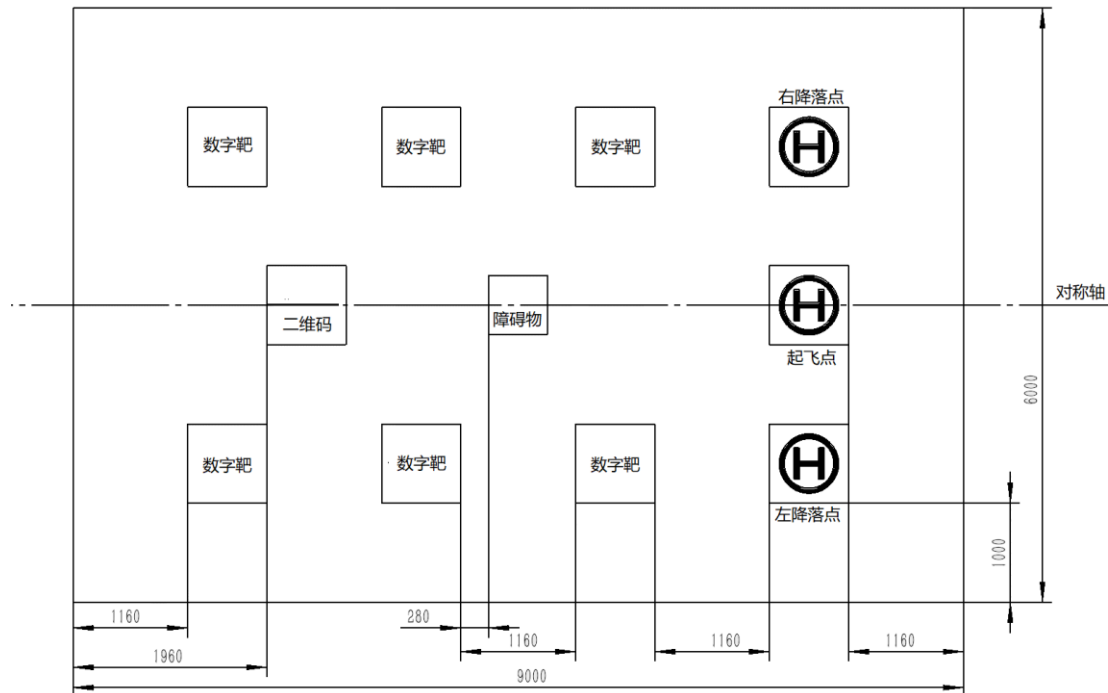 右降落点
数字靶
数字靶
数字靶
H
对称轴
二维码
障碍物
H
起飞点
6000
数字靶
数字靶
数字靶
H
左降落点
1000
1160
280
1160
1160
1160
1960
9000